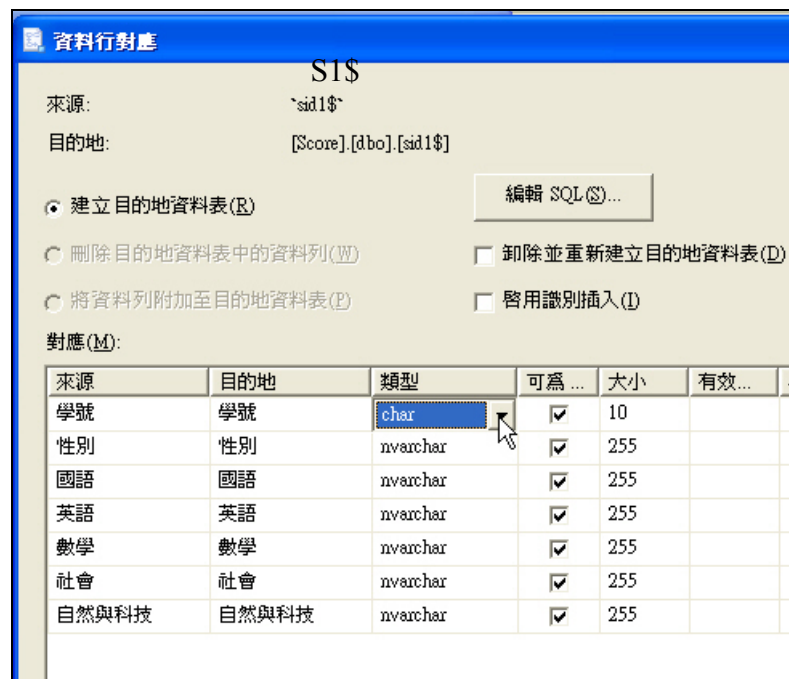 資料行對應
S1$
來源: `sid1$`
目的地: [Score].[dbo].[sid1$]
建立目的地資料表(R) 編輯 SQL(S)...
刪除目的地資料表中的資料列(W) 卸除並重新建立目的地資料表(D)
將資料列附加至目的地資料表(P) 啟用識別插入(I)
對應(M):
來源 目的地 類型 可為 ... 大小 有效...
學號 學號 char 10
性別 性別 nvarchar 255
國語 國語 nvarchar 255
英語 英語 nvarchar 255
數學 數學 nvarchar 255
社會 社會 nvarchar 255
自然與科技 自然與科技 nvarchar 255